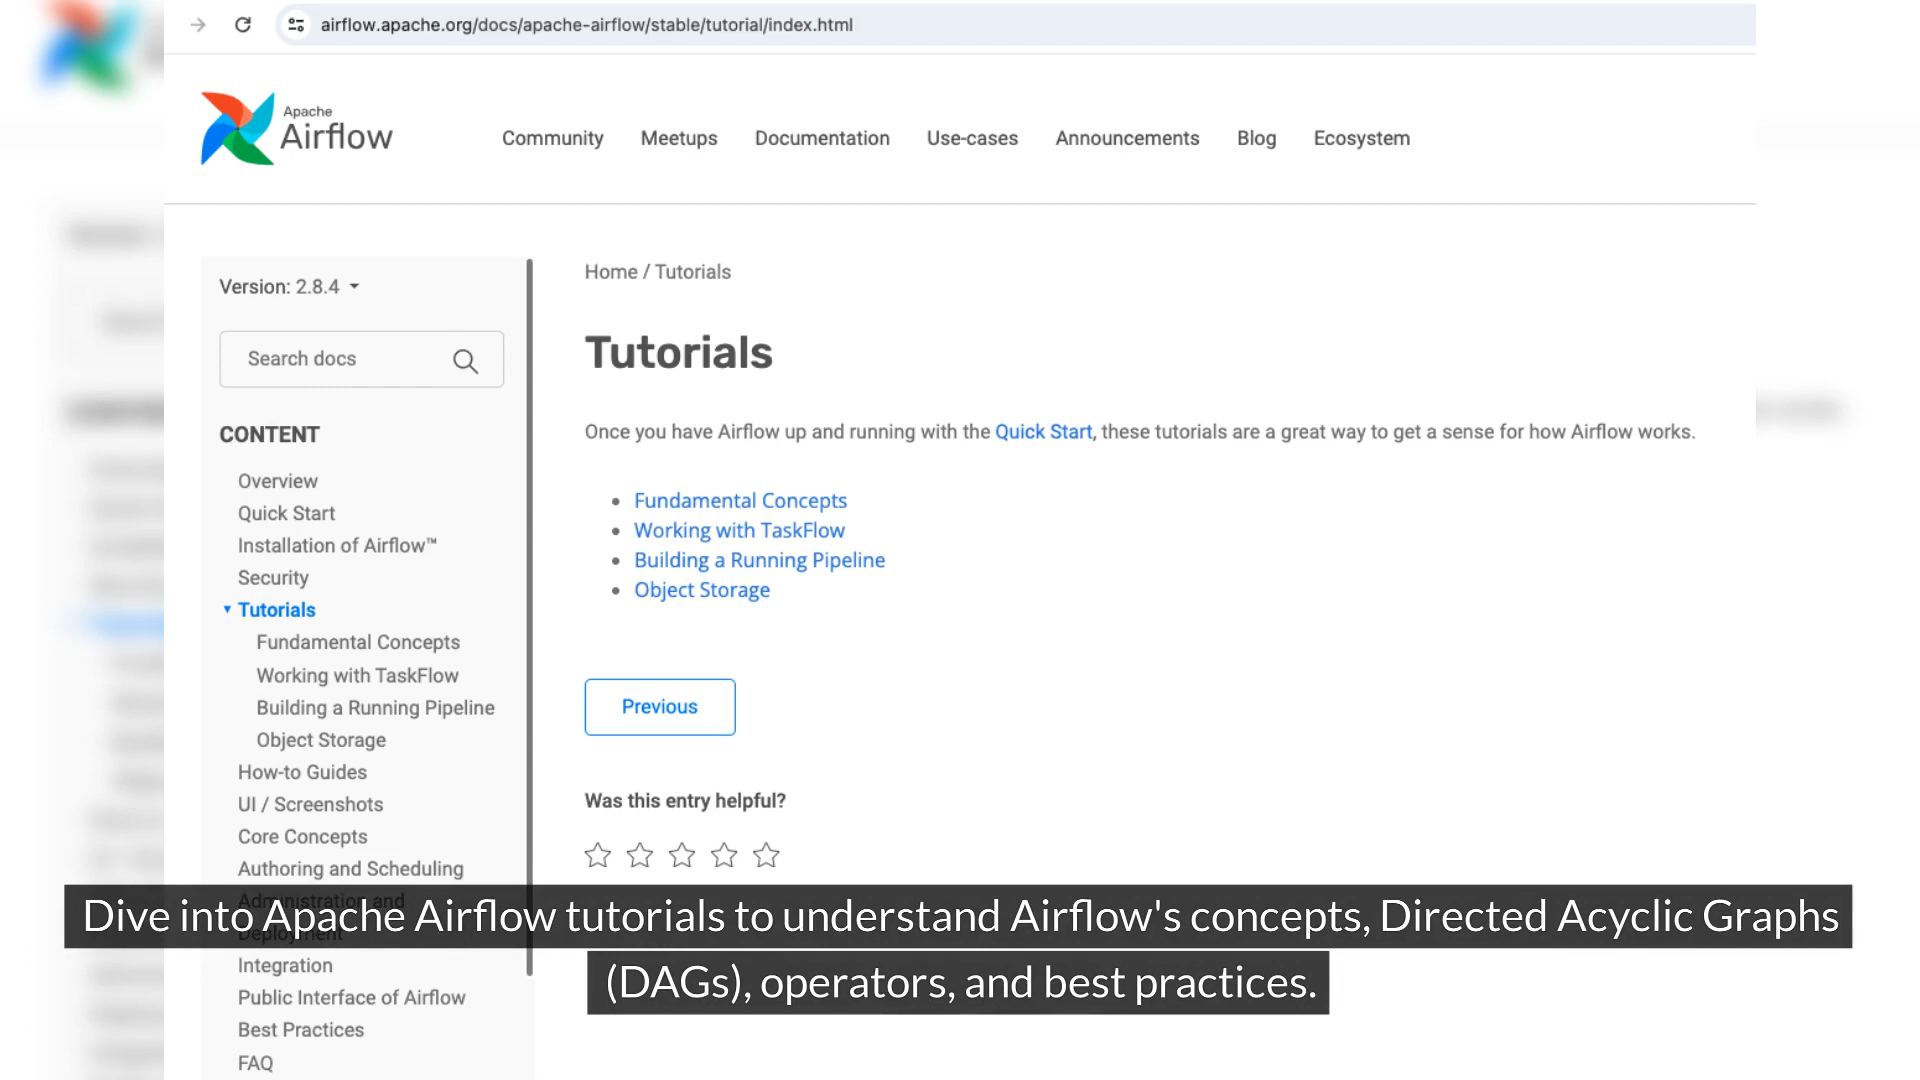 airflow.apache.org/docs/apache-airflow/stable/tutorial/index.html
Apache
Airflow
Community Meetups Documentation Use-cases Announcements Blog Ecosystem
Version: 2.8.4
Search docs
CONTENT
Overview
Quick Start
Installation of Airflow™
Security
Tutorials
Fundamental Concepts
Working with TaskFlow
Building a Running Pipeline
Object Storage
How-to Guides
UI / Screenshots
Core Concepts
Authoring and Scheduling
Administration and
Deployment
Integration
Public Interface of Airflow
Best Practices
FAQ
Home / Tutorials
Tutorials
Once you have Airflow up and running with the Quick Start, these tutorials are a great way to get a sense for how Airflow works.
Fundamental Concepts
Working with TaskFlow
Building a Running Pipeline
Object Storage
Previous
Was this entry helpful?
Dive into Apache Airflow tutorials to understand Airflow's concepts, Directed Acyclic Graphs
(DAGs), operators, and best practices.